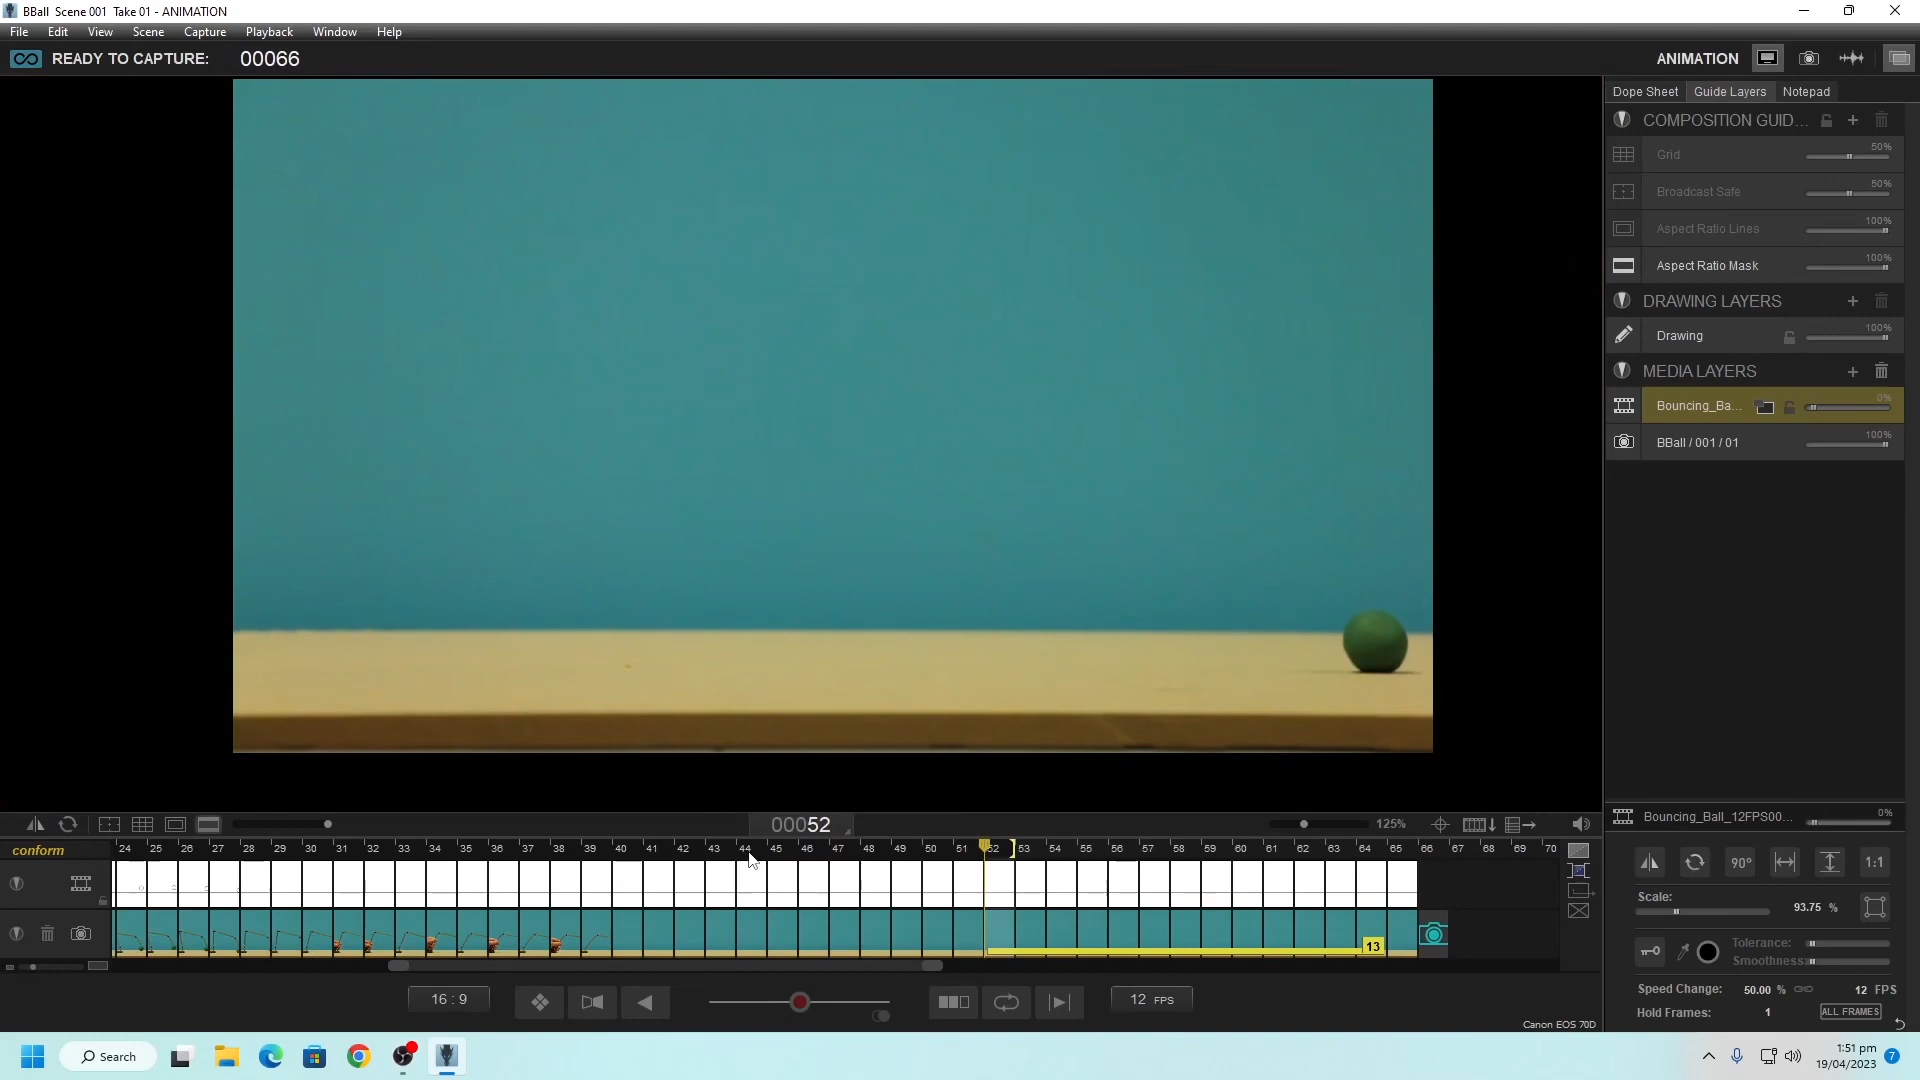 BBall Scene 001 Take 01 - ANIMATION
File Edit View Scene Capture Playback Window Help
READY TO CAPTURE: 00066
ANIMATION
Dope Sheet Guide Layers Notepad
COMPOSITION GUID...
Grid 50%
Broadcast Safe 50%
Aspect Ratio Lines 100%
Aspect Ratio Mask 100%
DRAWING LAYERS
Drawing 100%
MEDIA LAYERS
Bouncing_Ba... 0%
BBall / 001 / 01 100%
00052
125%
Bouncing_Ball_12FPS00... 0%
conform
24 25 26 27 28 29 30 31 32 33 34 35 36 37 38 39 40 41 42 43 44 45 46 47 48 49 50 51 52 53 54 55 56 57 58 59 60 61 62 63 64 65 66 67 68 69 70
90° 1:1
Scale: 93.75 %
13
Tolerance:
Smoothness:
Speed Change: 50.00 % 12 FPS
Hold Frames: 1 ALL FRAMES
16 : 9
12 FPS
Canon EOS 70D
Search
1:51 pm
19/04/2023
7